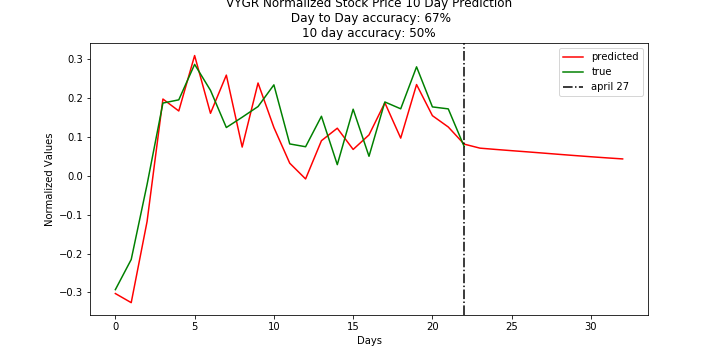 VYGR Normalized Stock Price 10 Day Prediction
Day to Day accuracy: 67%
10 day accuracy: 50%
predicted
true
april 27
Normalized Values
0.3
0.2
0.1
0.0
−0.1
−0.2
−0.3
0 5 10 15 20 25 30
Days